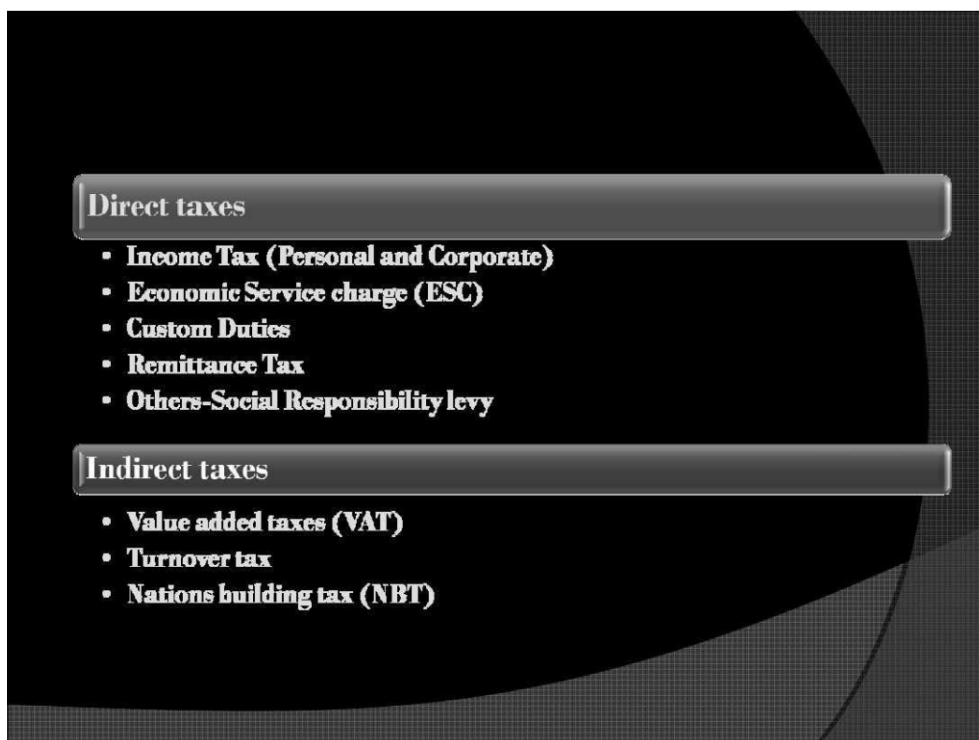 Direct taxes
• Income Tax (Personal and Corporate)
• Economic Service charge (ESC)
• Custom Duties
• Remittance Tax
• Others-Social Responsibility levy
Indirect taxes
• Value added taxes (VAT)
• Turnover tax
• Nations building tax (NBT)